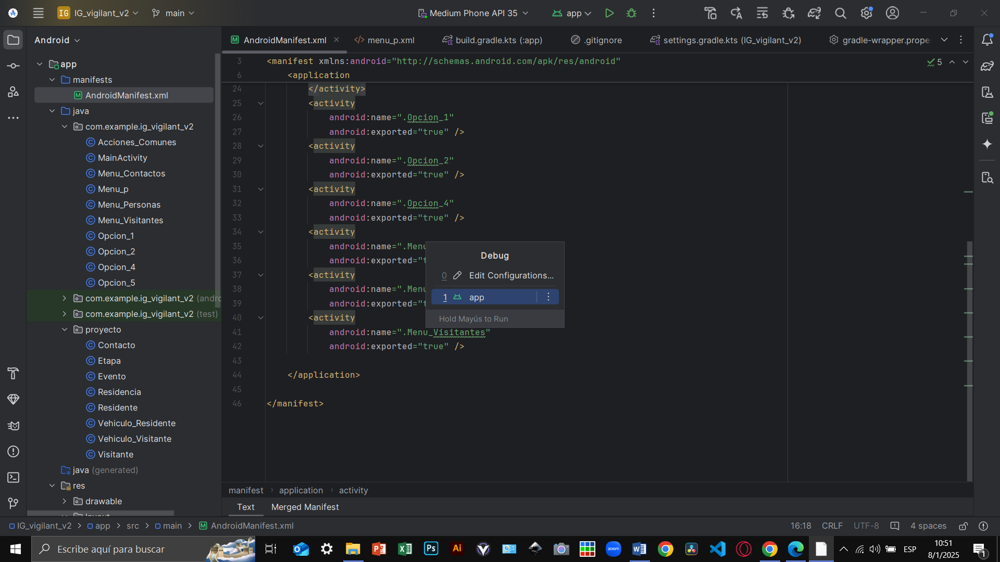 IG IG_vigilant_v2 main Medium Phone API 35 app
Android
AndroidManifest.xml menu_p.xml build.gradle.kts (:app) .gitignore settings.gradle.kts (IG_vigilant_v2) gradle-wrapper.prope
app
manifests
AndroidManifest.xml
java
com.example.ig_vigilant_v2
Acciones_Comunes
MainActivity
Menu_Contactos
Menu_p
Menu_Personas
Menu_Visitantes
Opcion_1
Opcion_2
Opcion_4
Opcion_5
com.example.ig_vigilant_v2 (andro
com.example.ig_vigilant_v2 (test)
proyecto
Contacto
Etapa
Evento
Residencia
Residente
Vehiculo_Residente
Vehiculo_Visitante
Visitante
java (generated)
res
drawable
layout
3 <manifest xmlns:android="http://schemas.android.com/apk/res/android"
5
6 <application
24 </activity>
25 <activity
26 android:name=".Opcion_1"
27 android:exported="true" />
28 <activity
29 android:name=".Opcion_2"
30 android:exported="true" />
31 <activity
32 android:name=".Opcion_4"
33 android:exported="true" />
34 <activity
35 android:name=".Menu
36 android:exported="t
37 <activity
38 android:name=".Menu
39 android:exported="t
40 <activity
41 android:name=".Menu_Visitantes"
42 android:exported="true" />
43
44 </application>
45
46 </manifest>
Debug
0 Edit Configurations...
1 app
Hold Mayús to Run
manifest › application › activity
Text Merged Manifest
IG_vigilant_v2 > app > src > main > AndroidManifest.xml 16:18 CRLF UTF-8 4 spaces
Escribe aquí para buscar
Ps
Ai
zoom
ESP
10:51
8/1/2025
1